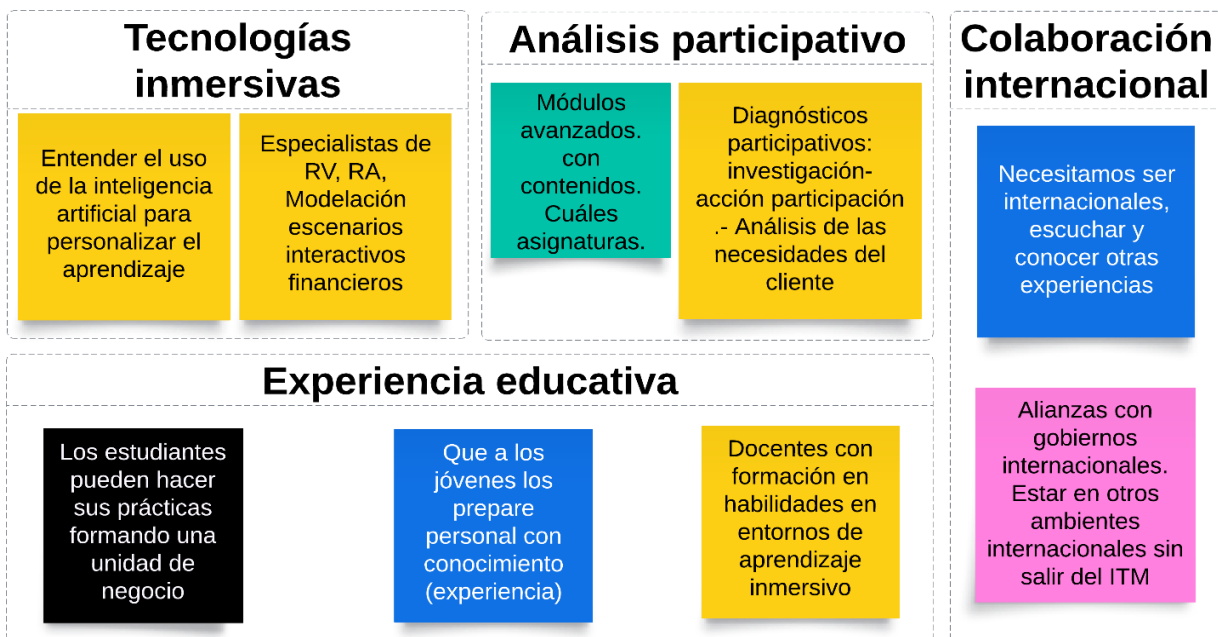 Tecnologías
inmersivas
Entender el uso
de la inteligencia
artificial para
personalizar el
aprendizaje
Especialistas de
RV, RA,
Modelación
escenarios
interactivos
financieros
Análisis participativo
Módulos
avanzados.
con
contenidos.
Cuáles
asignaturas.
Diagnósticos
participativos:
investigación-
acción participación
.- Análisis de las
necesidades del
cliente
Colaboración
internacional
Necesitamos ser
internacionales,
escuchar y
conocer otras
experiencias
Alianzas con
gobiernos
internacionales.
Estar en otros
ambientes
internacionales sin
salir del ITM
Experiencia educativa
Los estudiantes
pueden hacer
sus prácticas
formando una
unidad de
negocio
Que a los
jóvenes los
prepare
personal con
conocimiento
(experiencia)
Docentes con
formación en
habilidades en
entornos de
aprendizaje
inmersivo